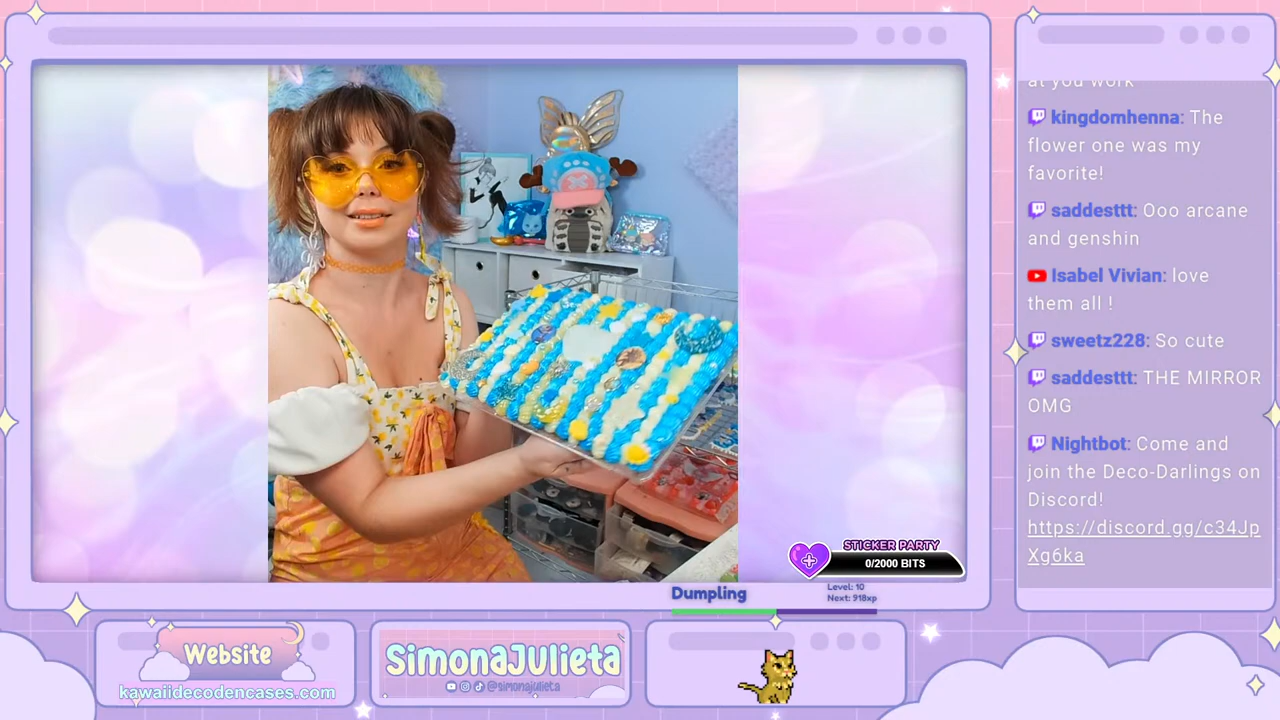 at you work
kingdomhenna: The
flower one was my
favorite!
saddesttt: Ooo arcane
and genshin
Isabel Vivian: love
them all !
sweetz228: So cute
saddesttt: THE MIRROR
OMG
Nightbot: Come and
join the Deco-Darlings on
Discord!
https://discord.gg/c34Jp
Xg6ka
STICKER PARTY
0/2000 BITS
Dumpling
Level: 10
Next: 918xp
Website
kawaiidecodencases.com
SimonaJulieta
@simonajulieta